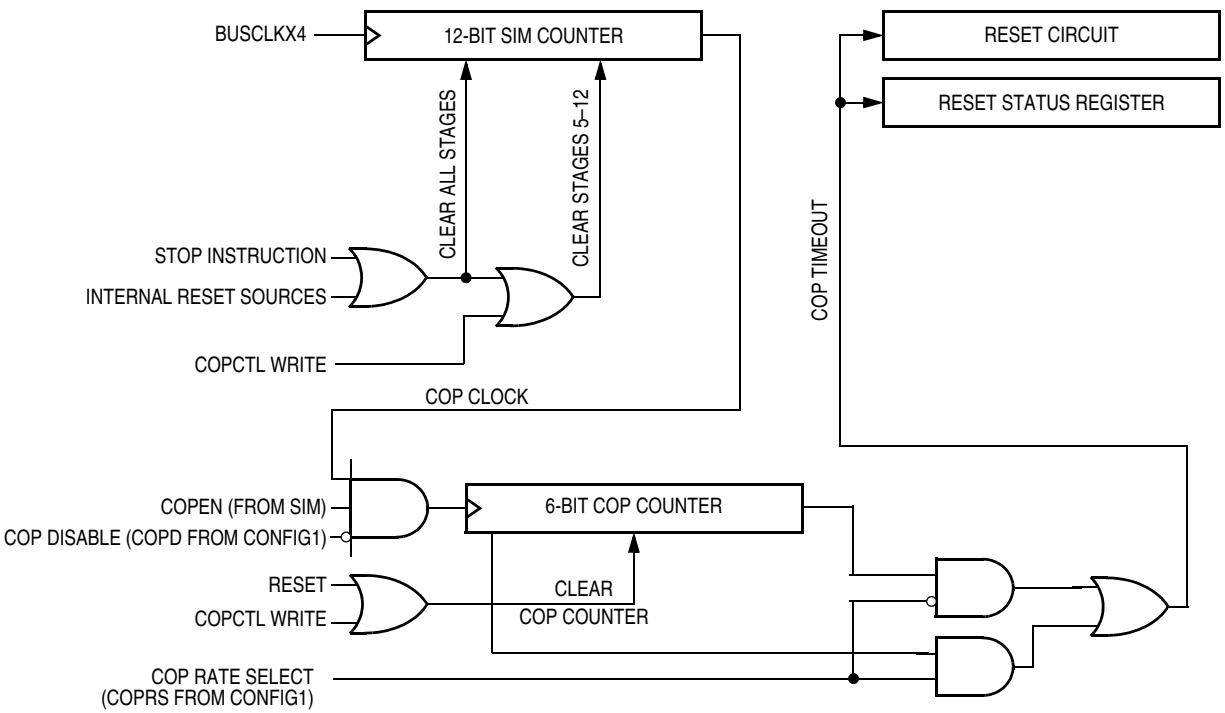 BUSCLKX4
12-BIT SIM COUNTER
RESET CIRCUIT
RESET STATUS REGISTER
CLEAR ALL STAGES
CLEAR STAGES 5–12
STOP INSTRUCTION
INTERNAL RESET SOURCES
COPCTL WRITE
COP TIMEOUT
COP CLOCK
COPEN (FROM SIM)
COP DISABLE (COPD FROM CONFIG1)
6-BIT COP COUNTER
RESET
COPCTL WRITE
CLEAR
COP COUNTER
COP RATE SELECT
(COPRS FROM CONFIG1)